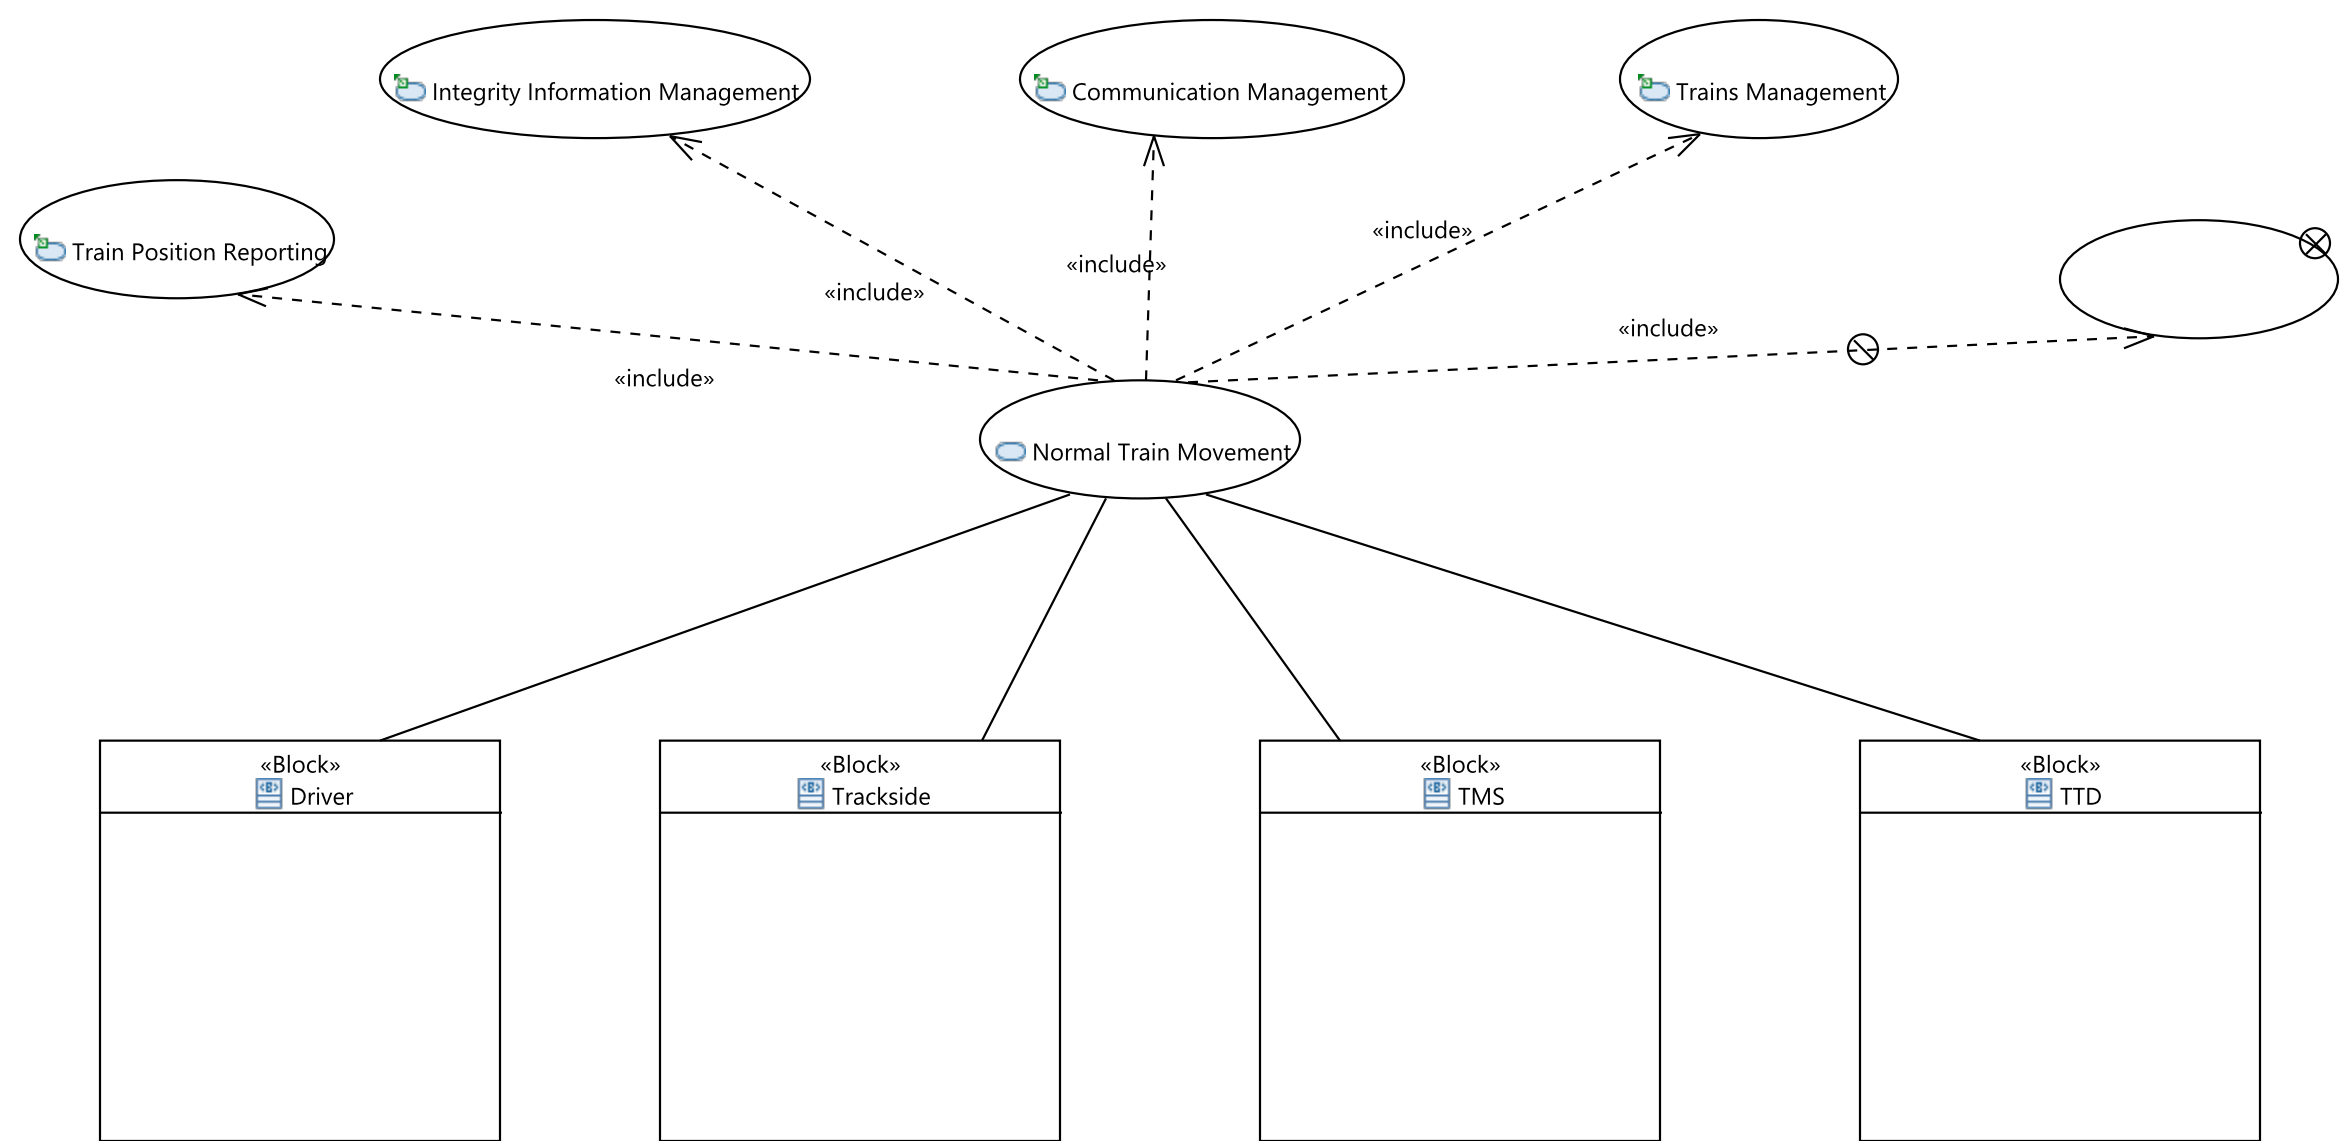 Integrity Information Management
Communication Management
Trains Management
Train Position Reporting
«include»
«include»
«include»
«include»
«include»
Normal Train Movement
«Block»
Driver
«Block»
Trackside
«Block»
TMS
«Block»
TTD